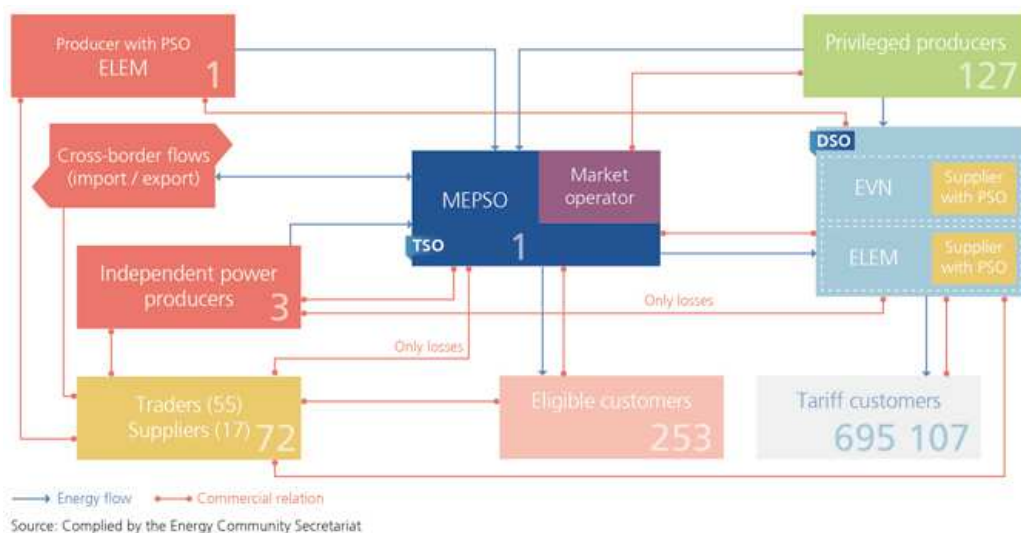 Producer with PSO
ELEM
1
Privileged producers
127
Cross-border flows
(import / export)
MEPSO
1
TSO
Market
operator
DSO
EVN
Supplier
with PSO
ELEM
Supplier
with PSO
Independent power
producers
3
Only losses
Only losses
Traders (55)
Suppliers (17)
72
Eligible customers
253
Tariff customers
695 107
Energy flow
Commercial relation
Source: Complied by the Energy Community Secretariat